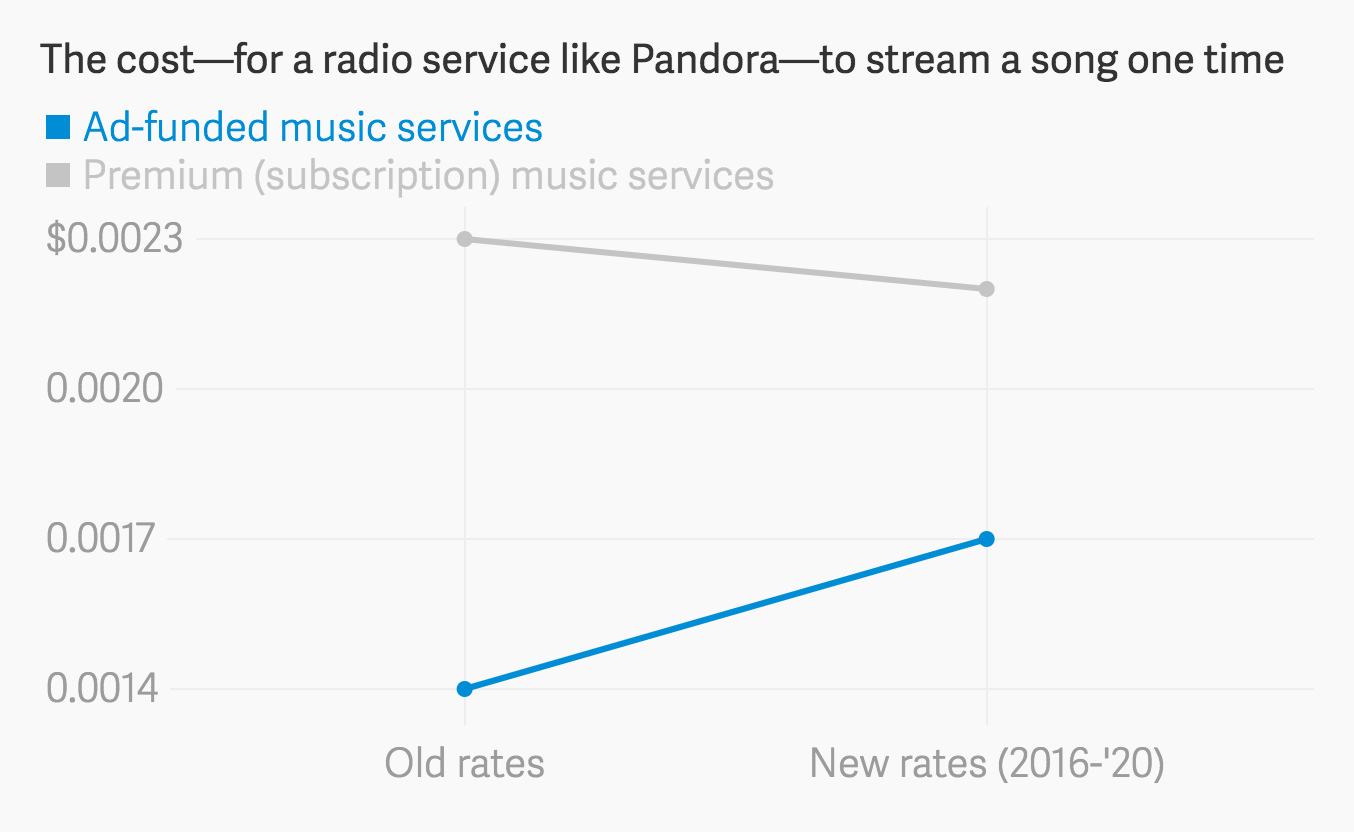 The cost—for a radio service like Pandora—to stream a song one time
Ad-funded music services
Premium (subscription) music services
$0.0023
0.0020
0.0017
0.0014
Old rates
New rates (2016-'20)